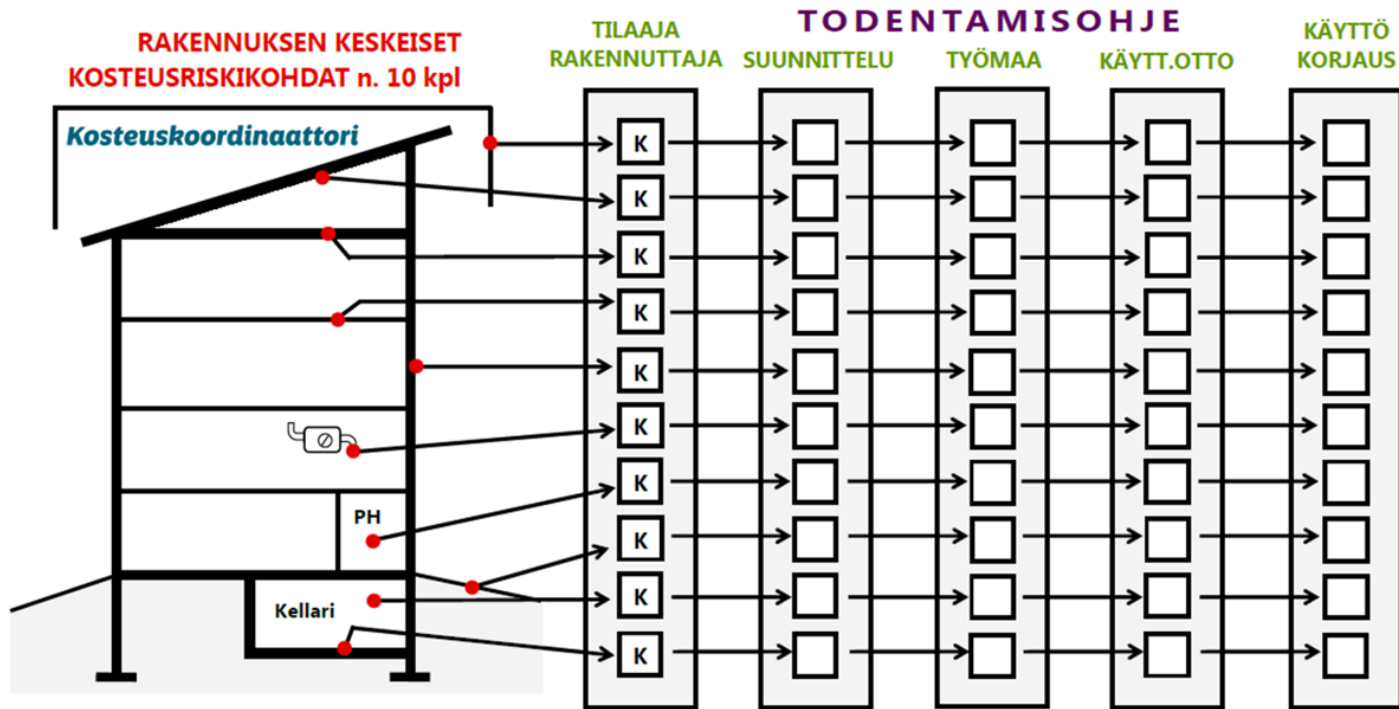 RAKENNUKSEN KESKEISET
KOSTEUSRISKIKOHDAT n. 10 kpl
Kosteuskoordinaattori
PH
Kellari
TODENTAMISOHJE
TILAAJA
RAKENNUTTAJA
SUUNNITTELU
TYÖMAA
KÄYTT.OTTO
KÄYTTÖ
KORJAUS
K
K
K
K
K
K
K
K
K
K